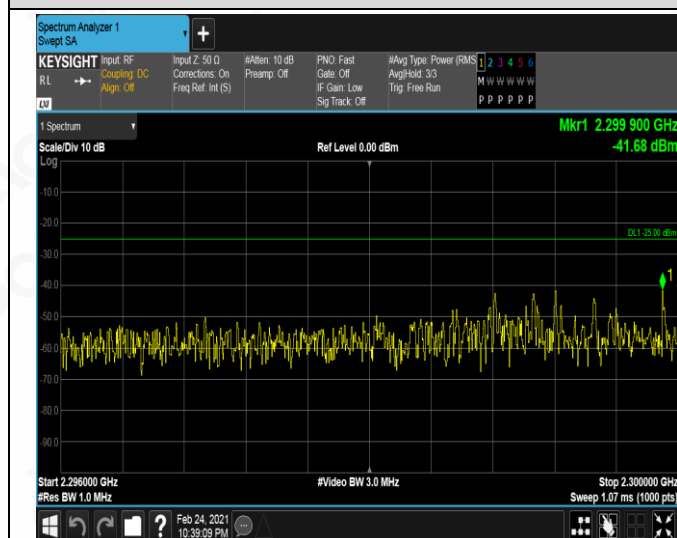 Spectrum Analyzer 1
Swept SA
+
KEYSIGHT
RL
Input: RF
Coupling: DC
Align: Off
Input Z: 50 Ω
Corrections: On
Freq Ref: Int (S)
#Atten: 10 dB
Preamp: Off
PNO: Fast
Gate: Off
IF Gain: Low
Sig Track: Off
#Avg Type: Power (RMS
Avg|Hold: 3/3
Trig: Free Run
1 2 3 4 5 6
M W W W W W
P P P P P P
LXI
1 Spectrum
Mkr1 2.299 900 GHz
Scale/Div 10 dB
Ref Level 0.00 dBm
-41.68 dBm
Log
-10.0
-20.0
DL1 -25.00 dBm
-30.0
1
-40.0
-50.0
-60.0
-70.0
-80.0
-90.0
Start 2.296000 GHz
#Video BW 3.0 MHz
Stop 2.300000 GHz
#Res BW 1.0 MHz
Sweep 1.07 ms (1000 pts)
?
Feb 24, 2021
10:39:09 PM